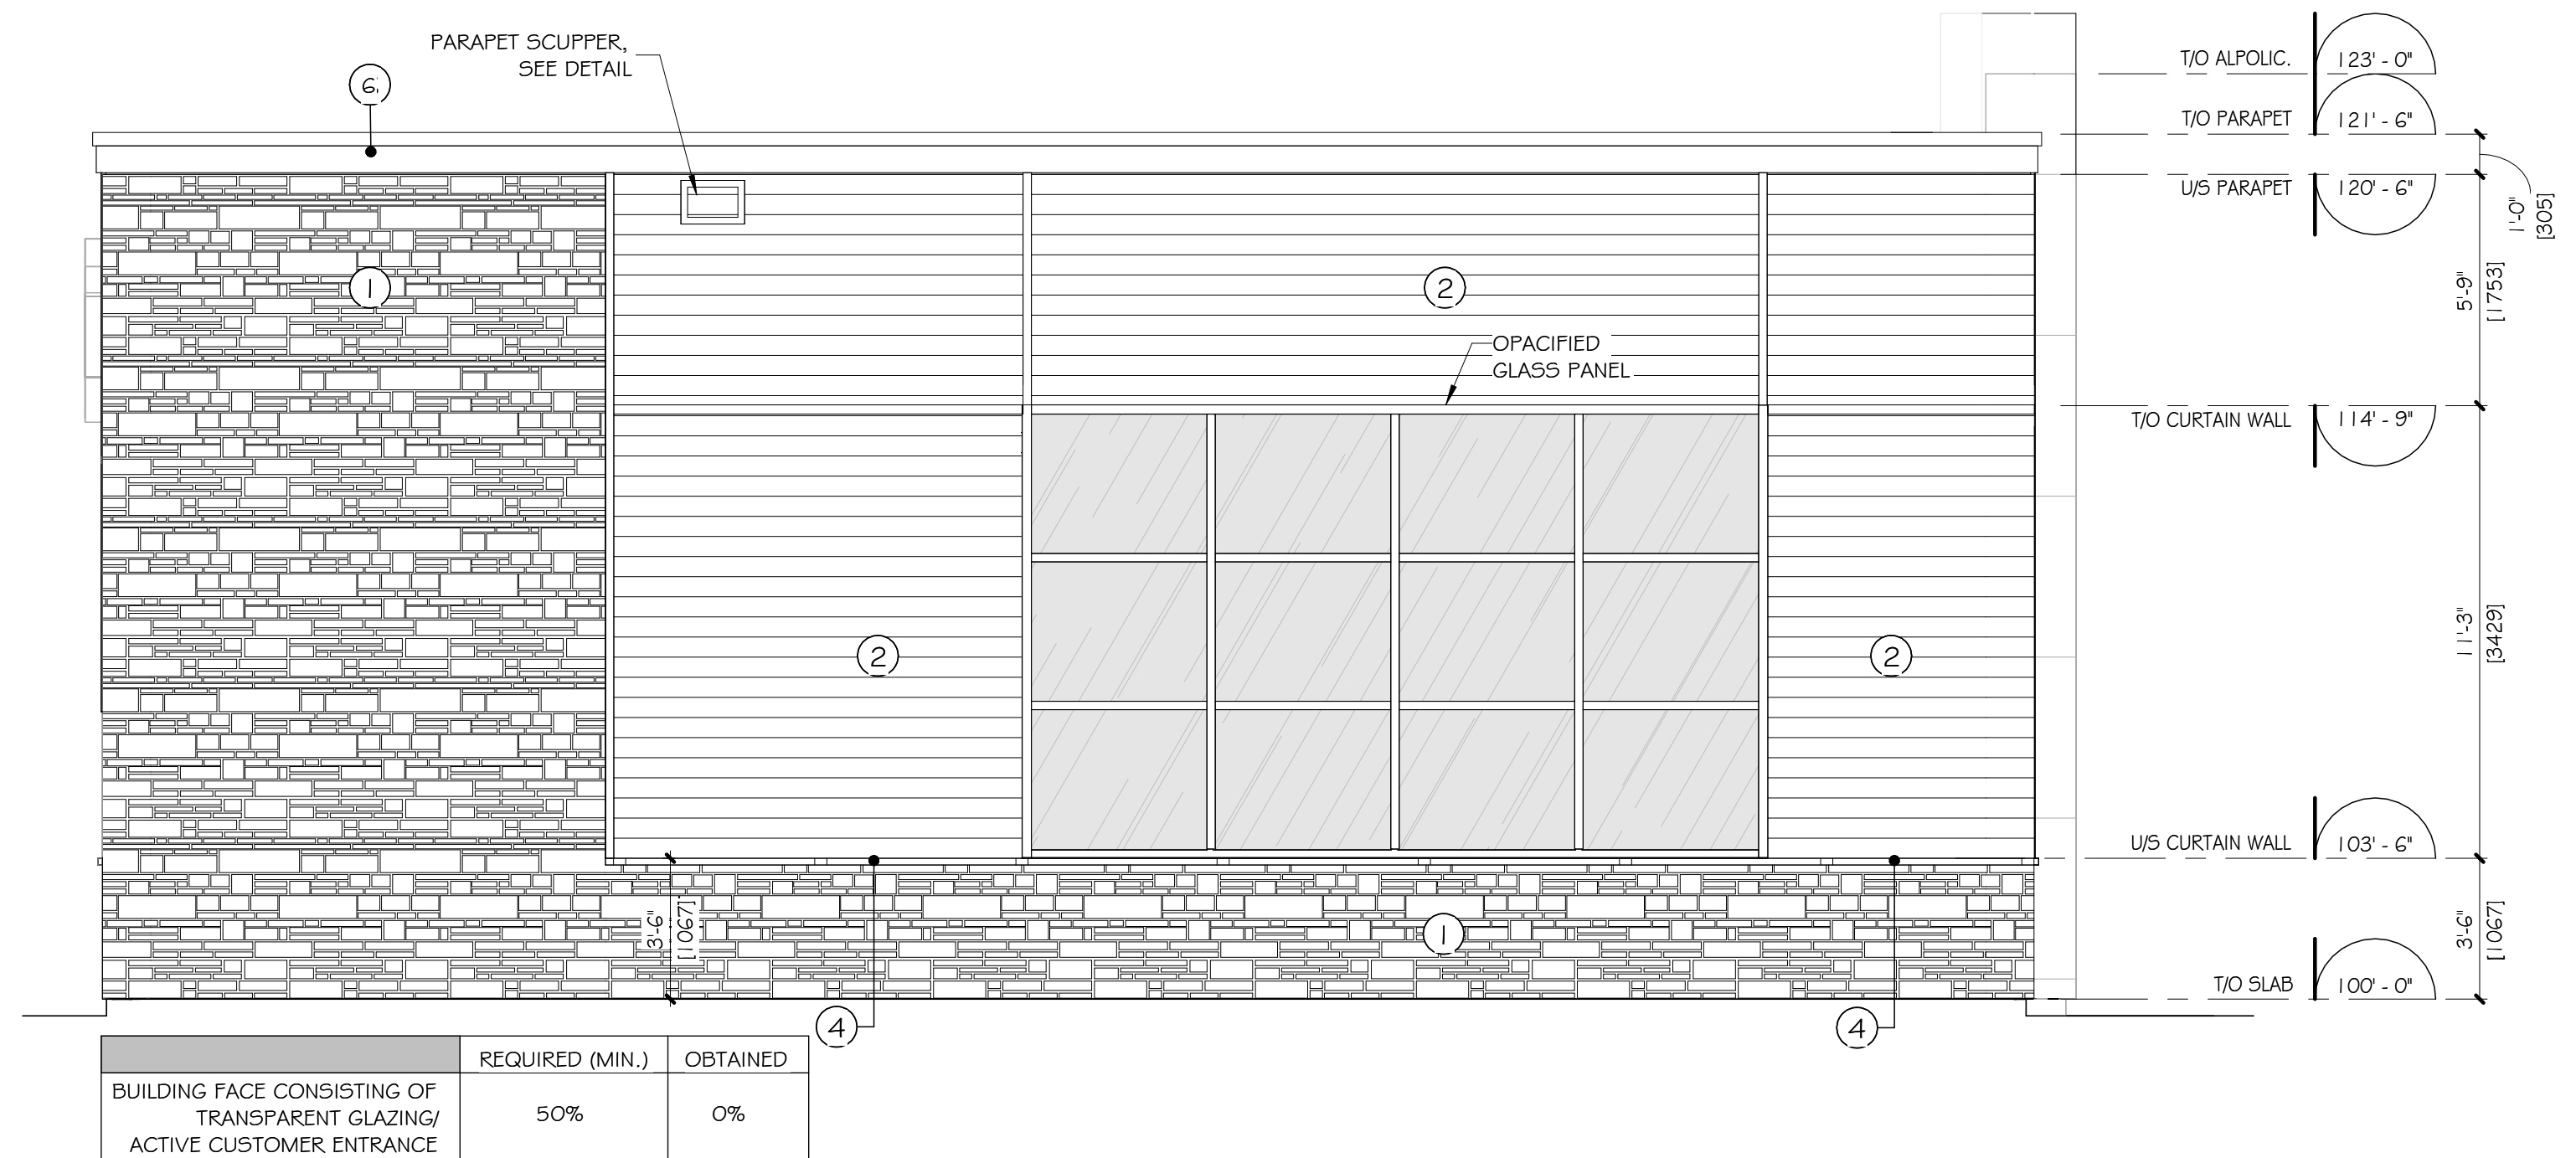 PARAPET SCUPPER,
SEE DETAIL
6
T/O ALPOLIC.
123' - 0"
T/O PARAPET
121' - 6"
U/S PARAPET
120' - 6"
1'-0"
[305]
1
2
5'-9"
[1753]
OPACIFIED
GLASS PANEL
T/O CURTAIN WALL
114' - 9"
2
2
11'-3"
[3429]
U/S CURTAIN WALL
103' - 6"
3'-6"
[1067]
1
3'-6"
[1067]
T/O SLAB
100' - 0"
4
4
REQUIRED (MIN.)
OBTAINED
BUILDING FACE CONSISTING OF
TRANSPARENT GLAZING/
ACTIVE CUSTOMER ENTRANCE
50%
0%